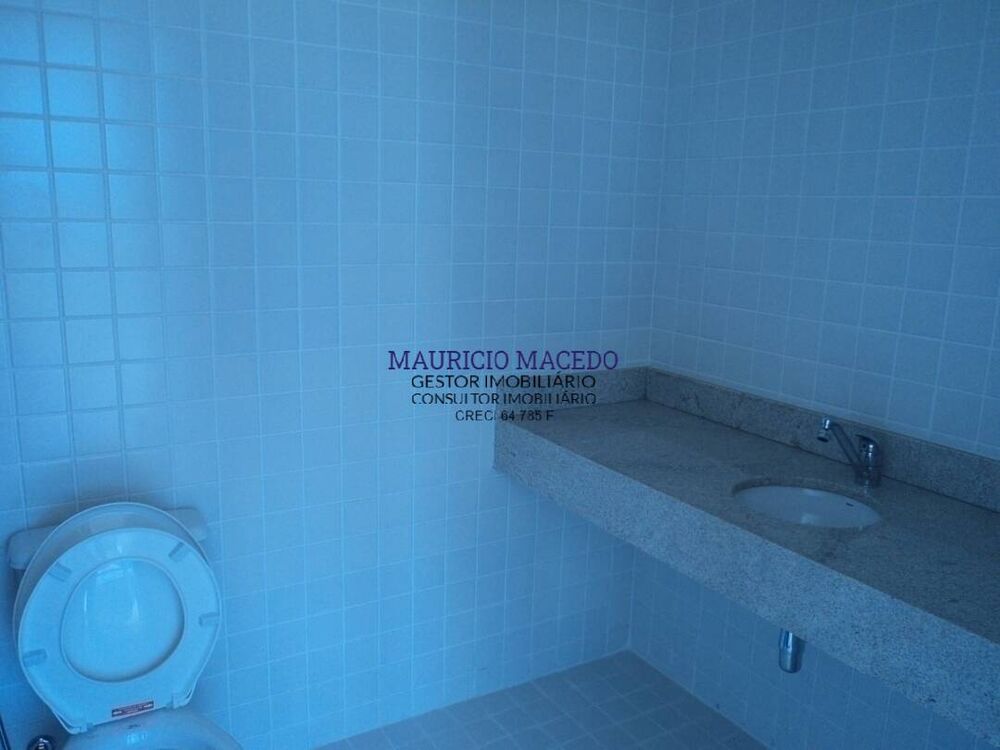 MAURICIO MACEDO
GESTOR IMOBILIÁRIO
CONSULTOR IMOBILIÁRIO
CRECI 64.785 F